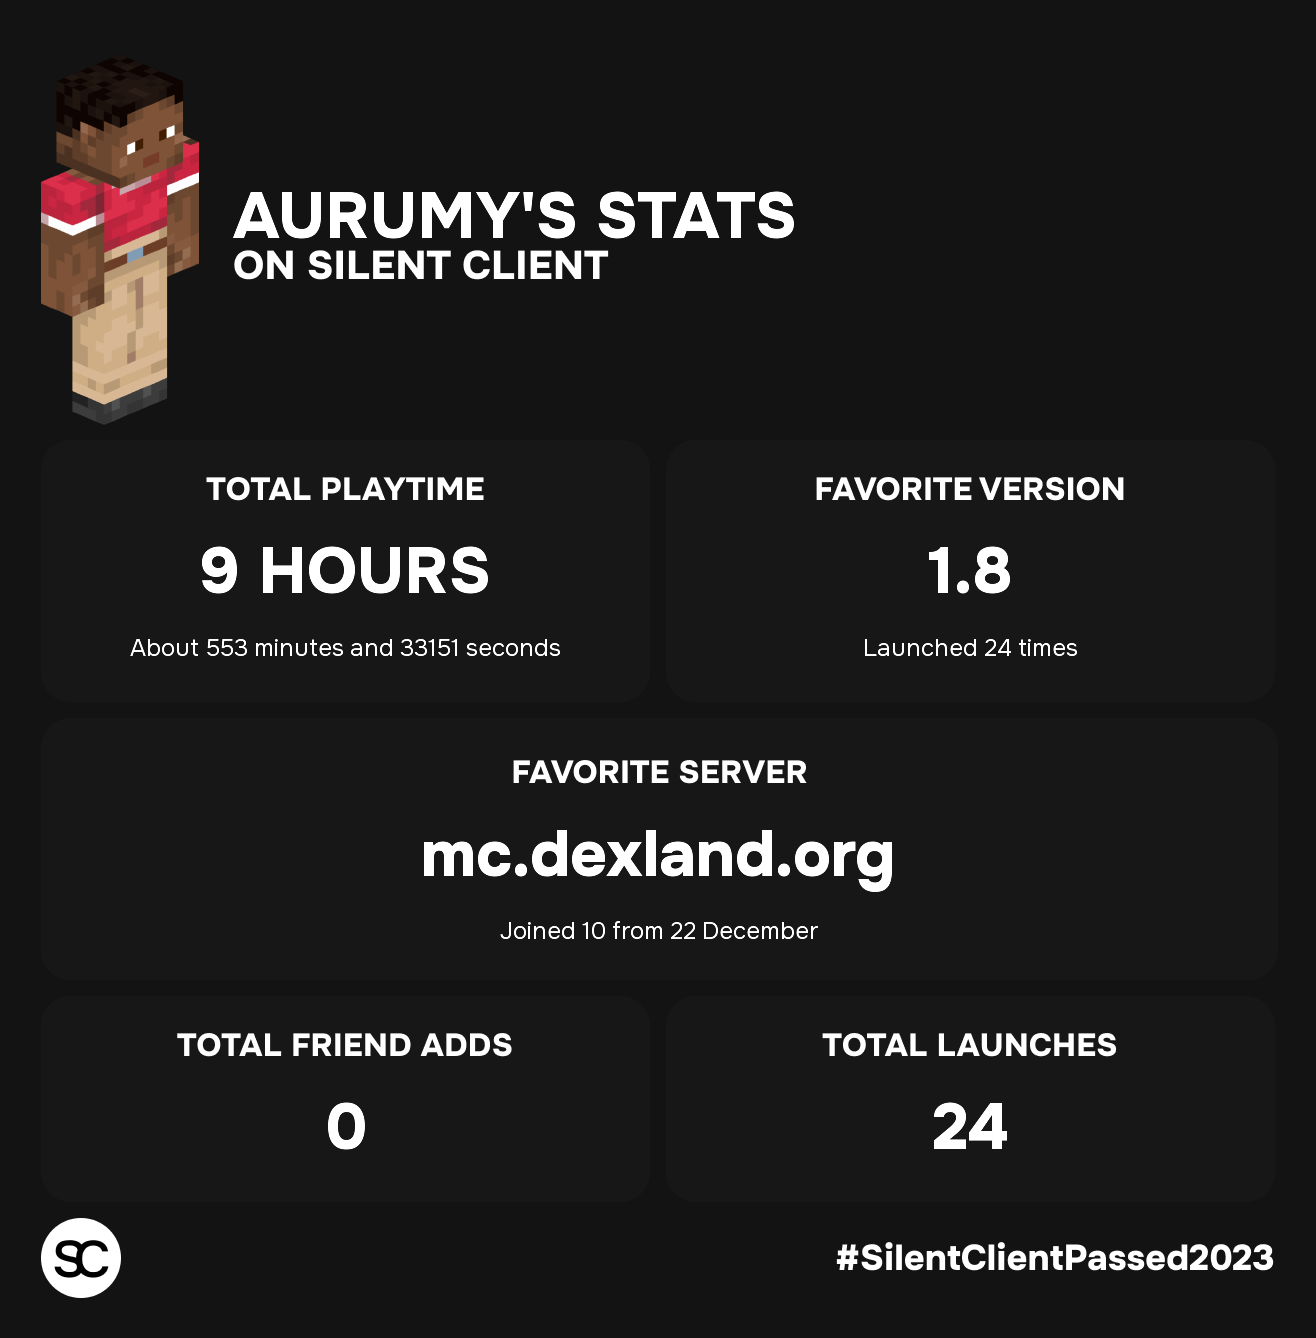 AURUMY'S STATS
ON SILENT CLIENT
TOTAL PLAYTIME
9 HOURS
About 553 minutes and 33151 seconds
FAVORITE VERSION
1.8
Launched 24 times
FAVORITE SERVER
mc.dexland.org
Joined 10 from 22 December
TOTAL FRIEND ADDS
0
TOTAL LAUNCHES
24
SC
#SilentClientPassed2023